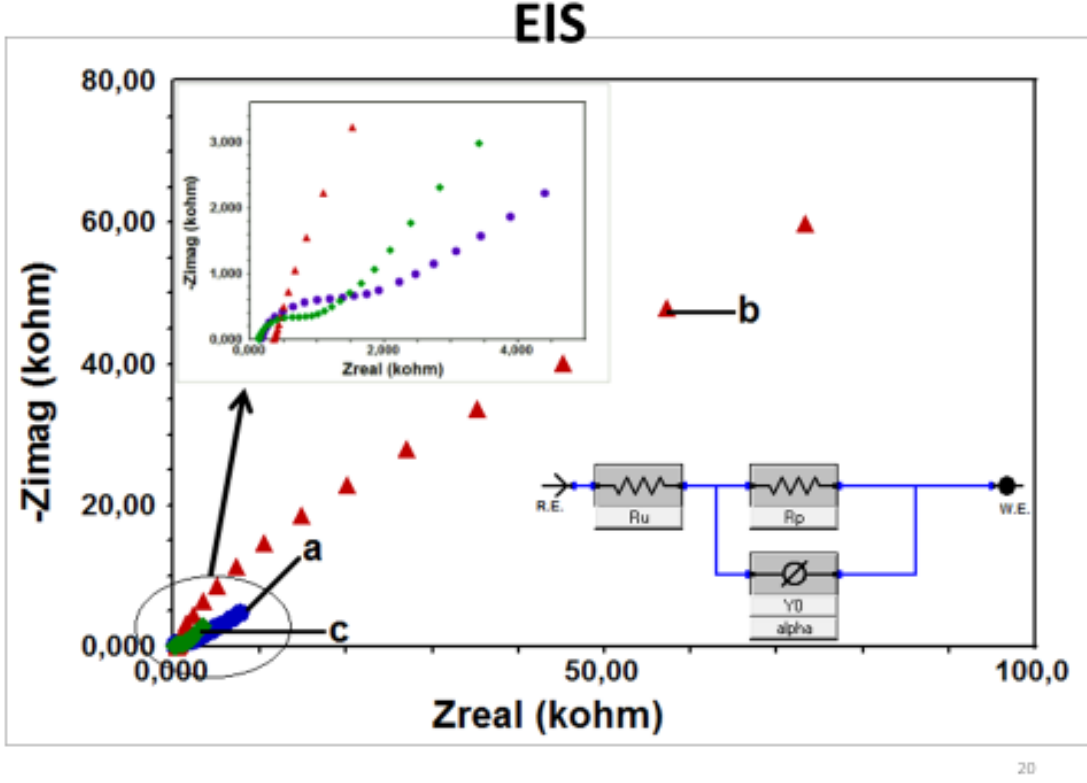 EIS
80,00
60,00
40,00
20,00
0,000
-Zimag (kohm)
3,000
2,000
1,000
0,000
-Zimag (kohm)
0,000 2,000 4,000
Zreal (kohm)
b
a
c
R.E.
Ru
Rp
W.E.
Y0
alpha
0,000 50,00 100,0
Zreal (kohm)
20